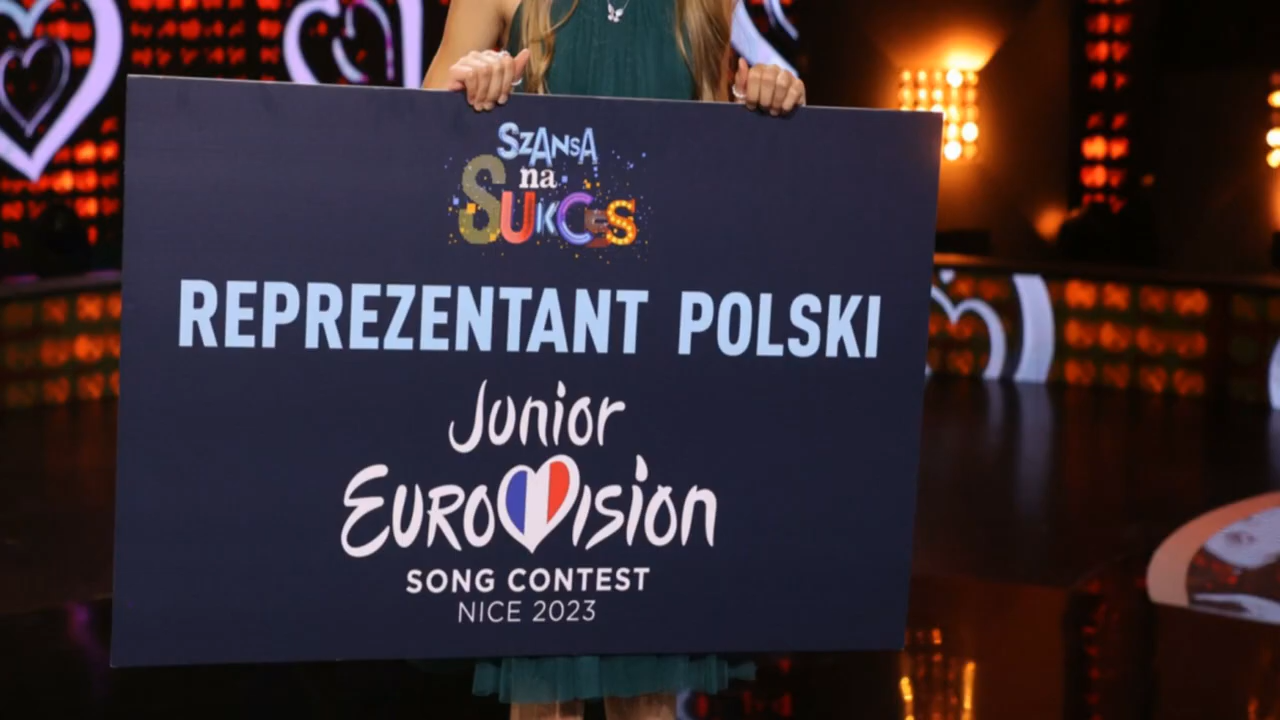 SZANSA
na
SUKCES
REPREZENTANT POLSKI
Junior
EUROVISION
SONG CONTEST
NICE 2023